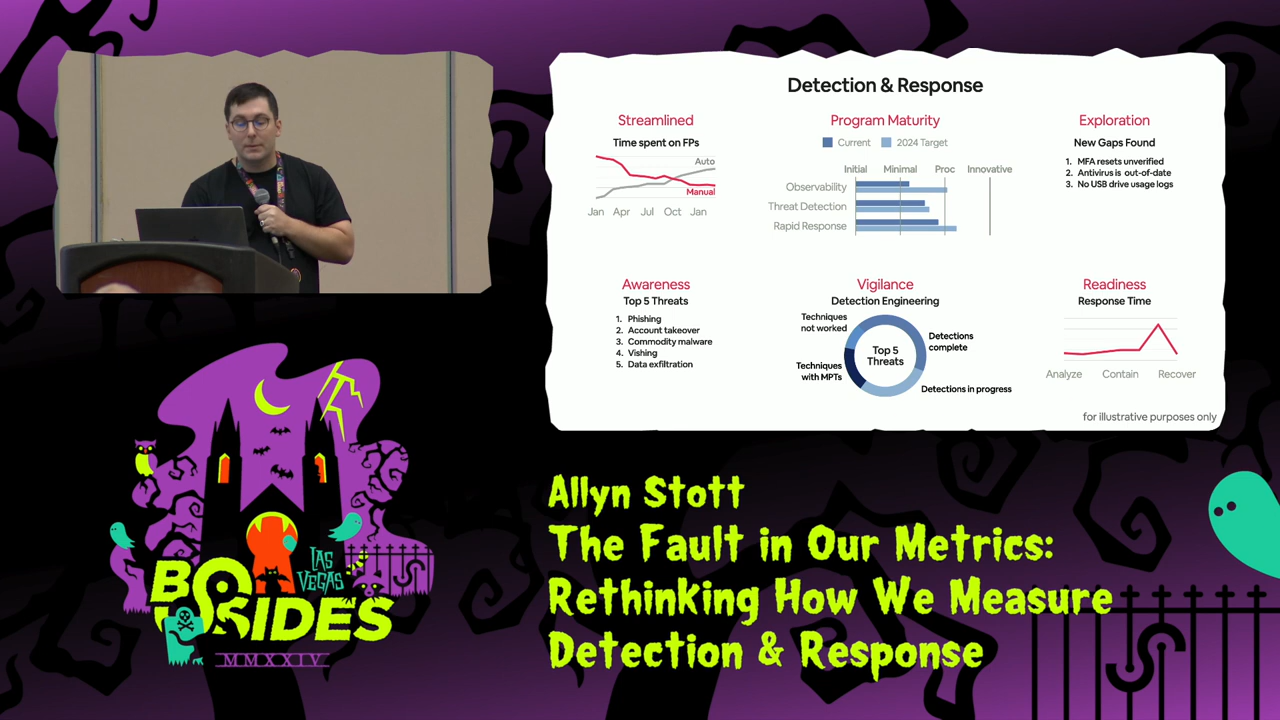 Detection & Response
Streamlined
Time spent on FPs
Auto
Manual
Jan Apr Jul Oct Jan
Program Maturity
Current 2024 Target
Initial Minimal Proc Innovative
Observability
Threat Detection
Rapid Response
Exploration
New Gaps Found
1. MFA resets unverified
2. Antivirus is out-of-date
3. No USB drive usage logs
Awareness
Top 5 Threats
1. Phishing
2. Account takeover
3. Commodity malware
4. Vishing
5. Data exfiltration
Vigilance
Detection Engineering
Techniques
not worked
Detections
complete
Top 5
Threats
Techniques
with MPTs
Detections in progress
Readiness
Response Time
Analyze Contain Recover
for illustrative purposes only
LAS
VEGAS
BSIDES
MMXXIV
Allyn Stott
The Fault in Our Metrics:
Rethinking How We Measure
Detection & Response